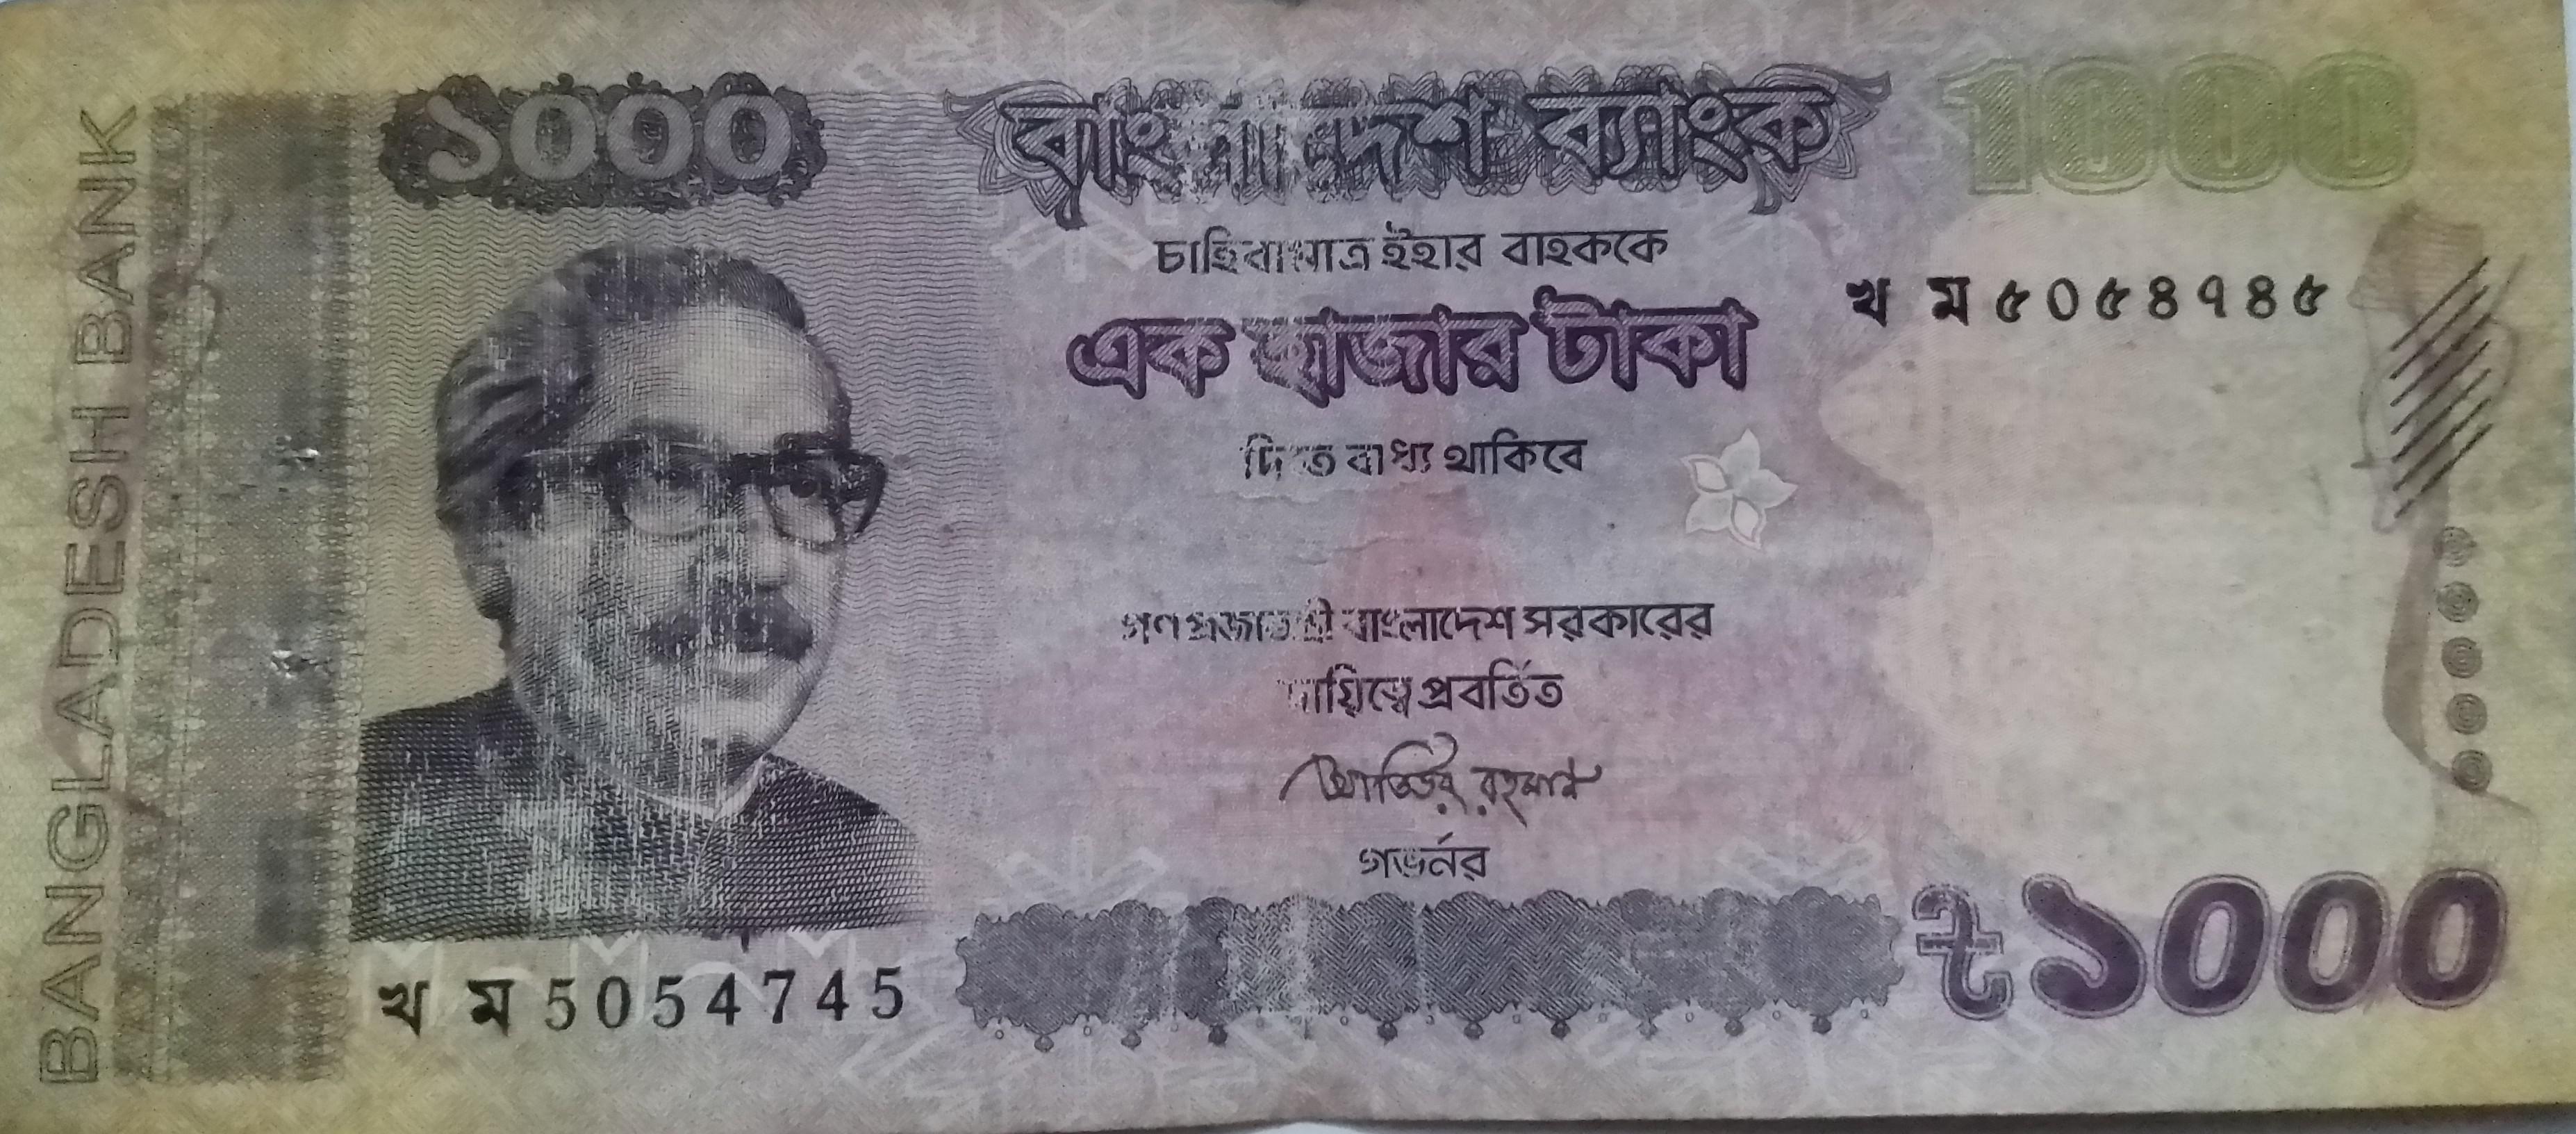 BANGLADESH BANK
১০০০
বাংলাদেশ ব্যাংক
1000
চাহিবামাত্র ইহার বাহককে
খ ম ৫০৫৪৭৪৫
এক হাজার টাকা
দিতে বাধ্য থাকিবে
গণপ্রজাতন্ত্রী বাংলাদেশ সরকারের
দায়িত্বে প্রবর্তিত
আতিউর রহমান
গভর্নর
খ ম 5054745
৳১০০০